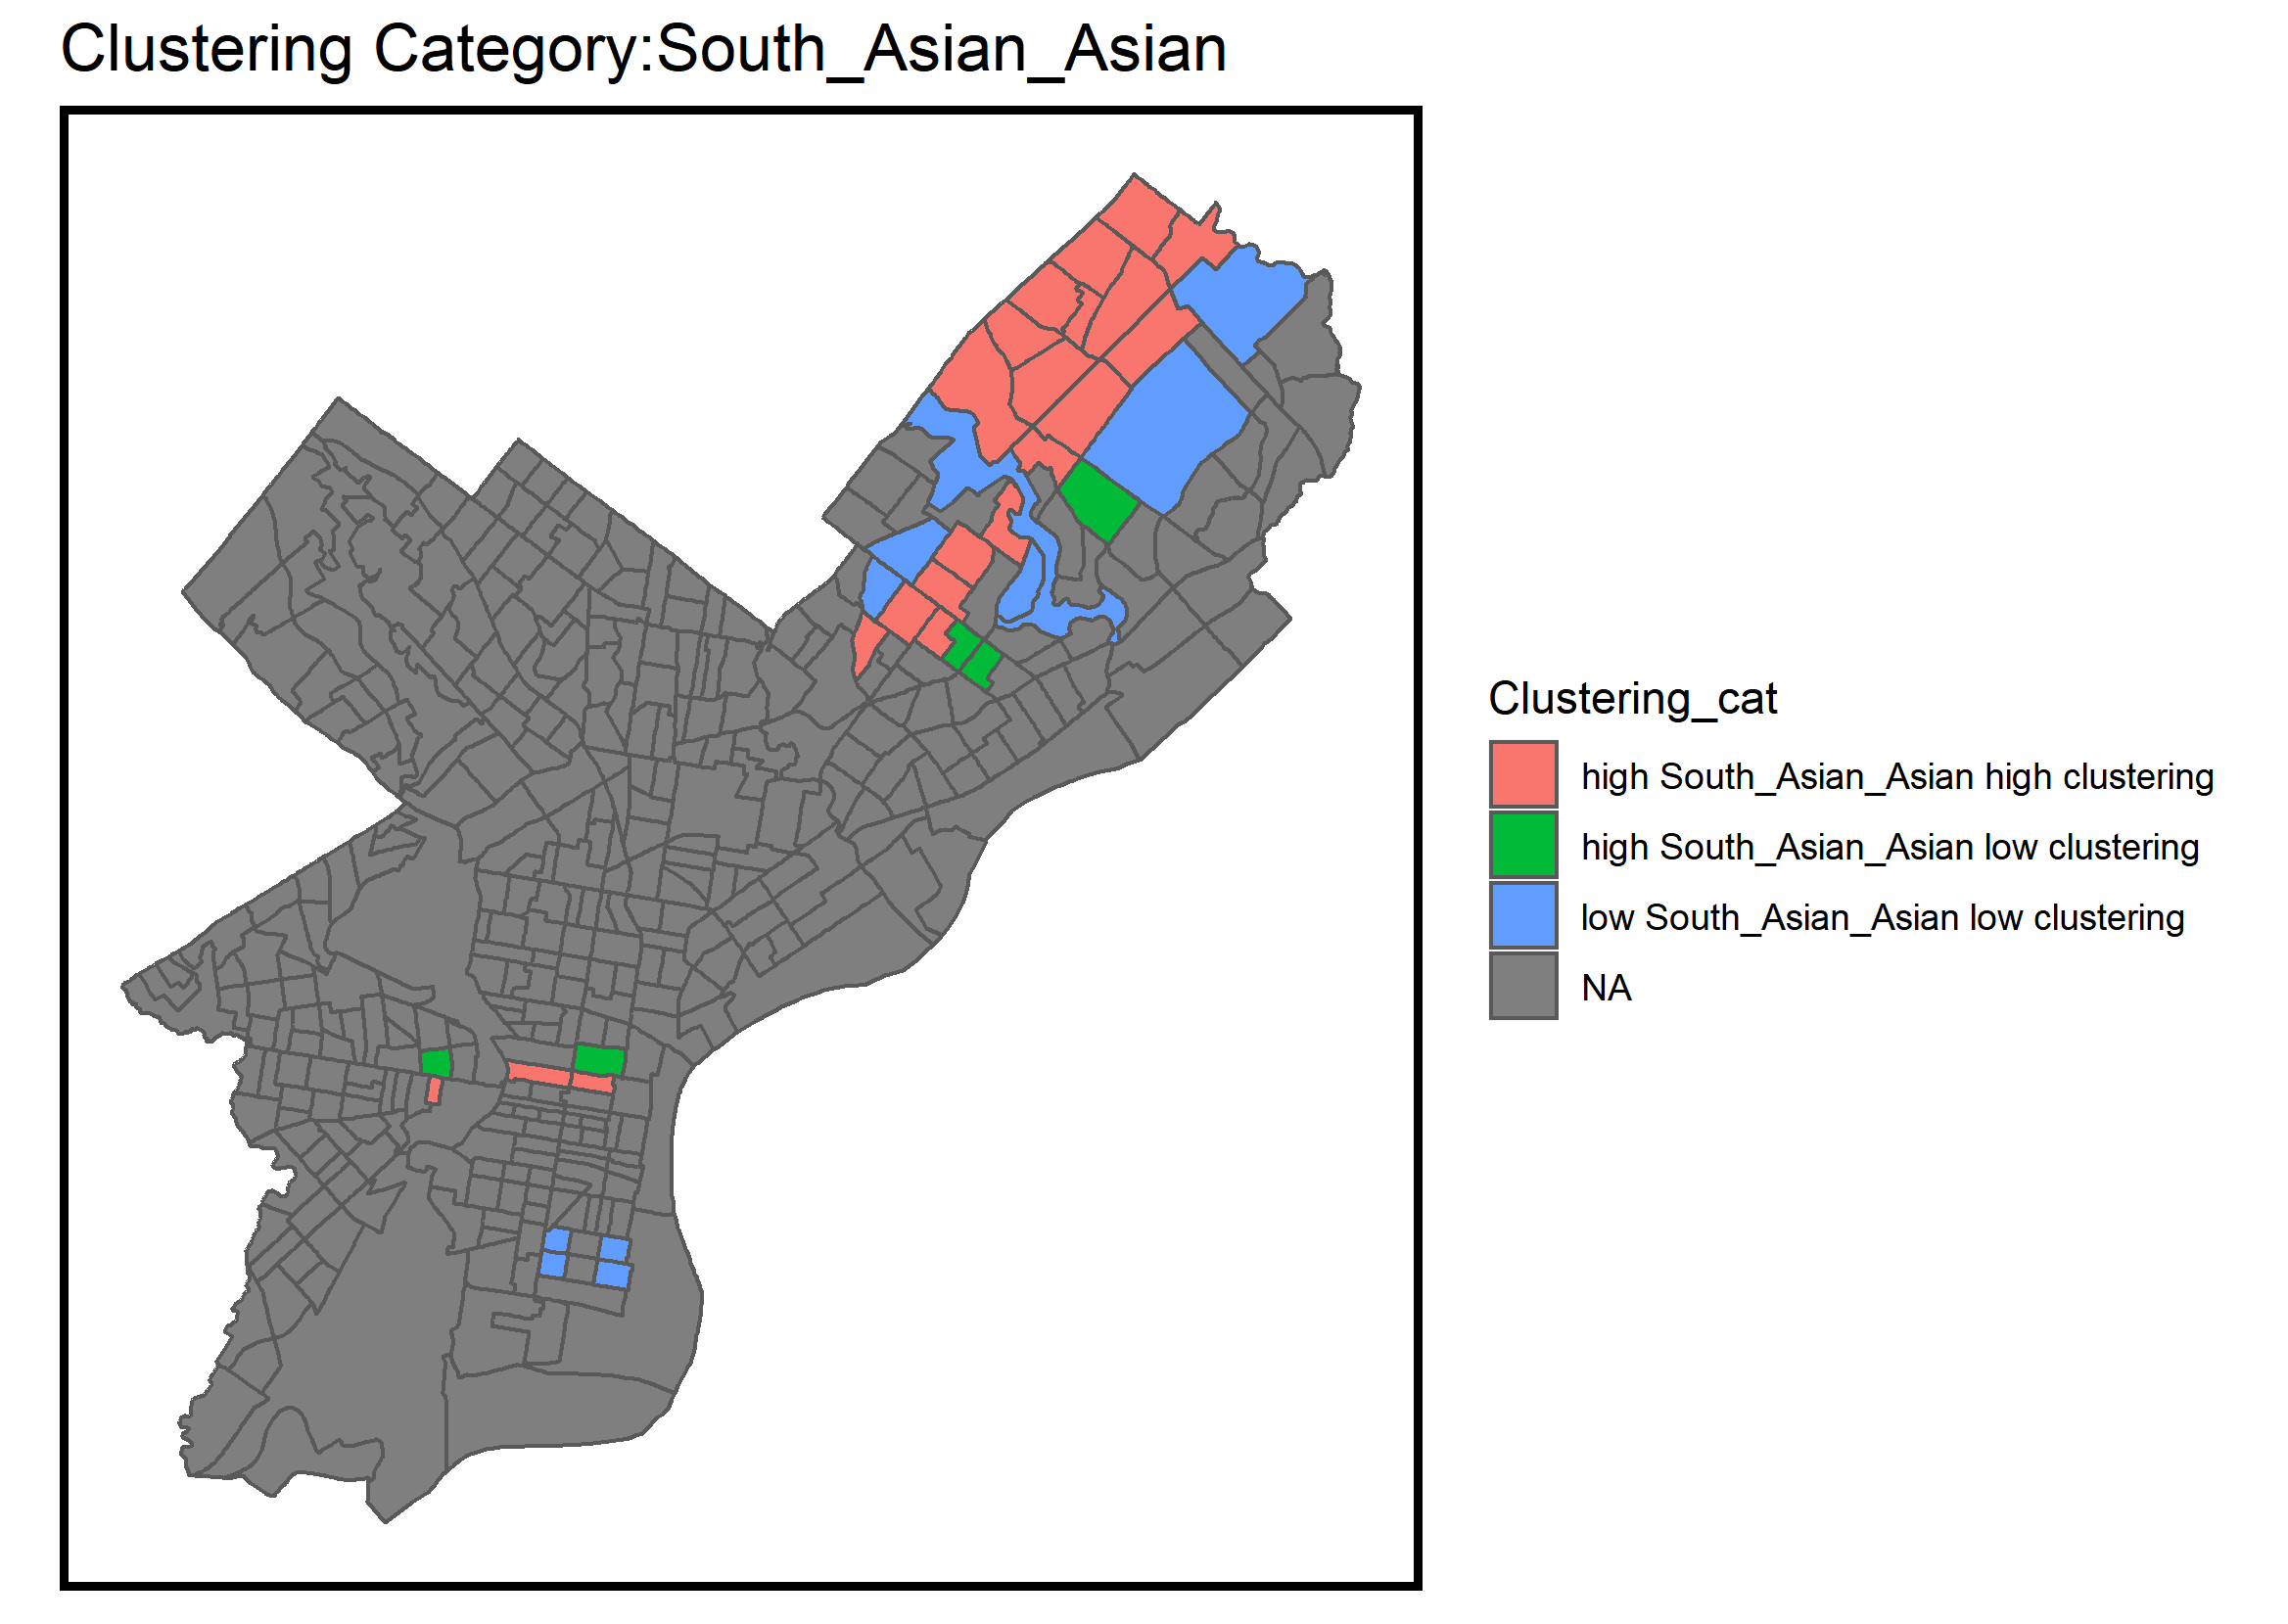 Clustering Category:South_Asian_Asian
Clustering_cat
high South_Asian_Asian high clustering
high South_Asian_Asian low clustering
low South_Asian_Asian low clustering
NA